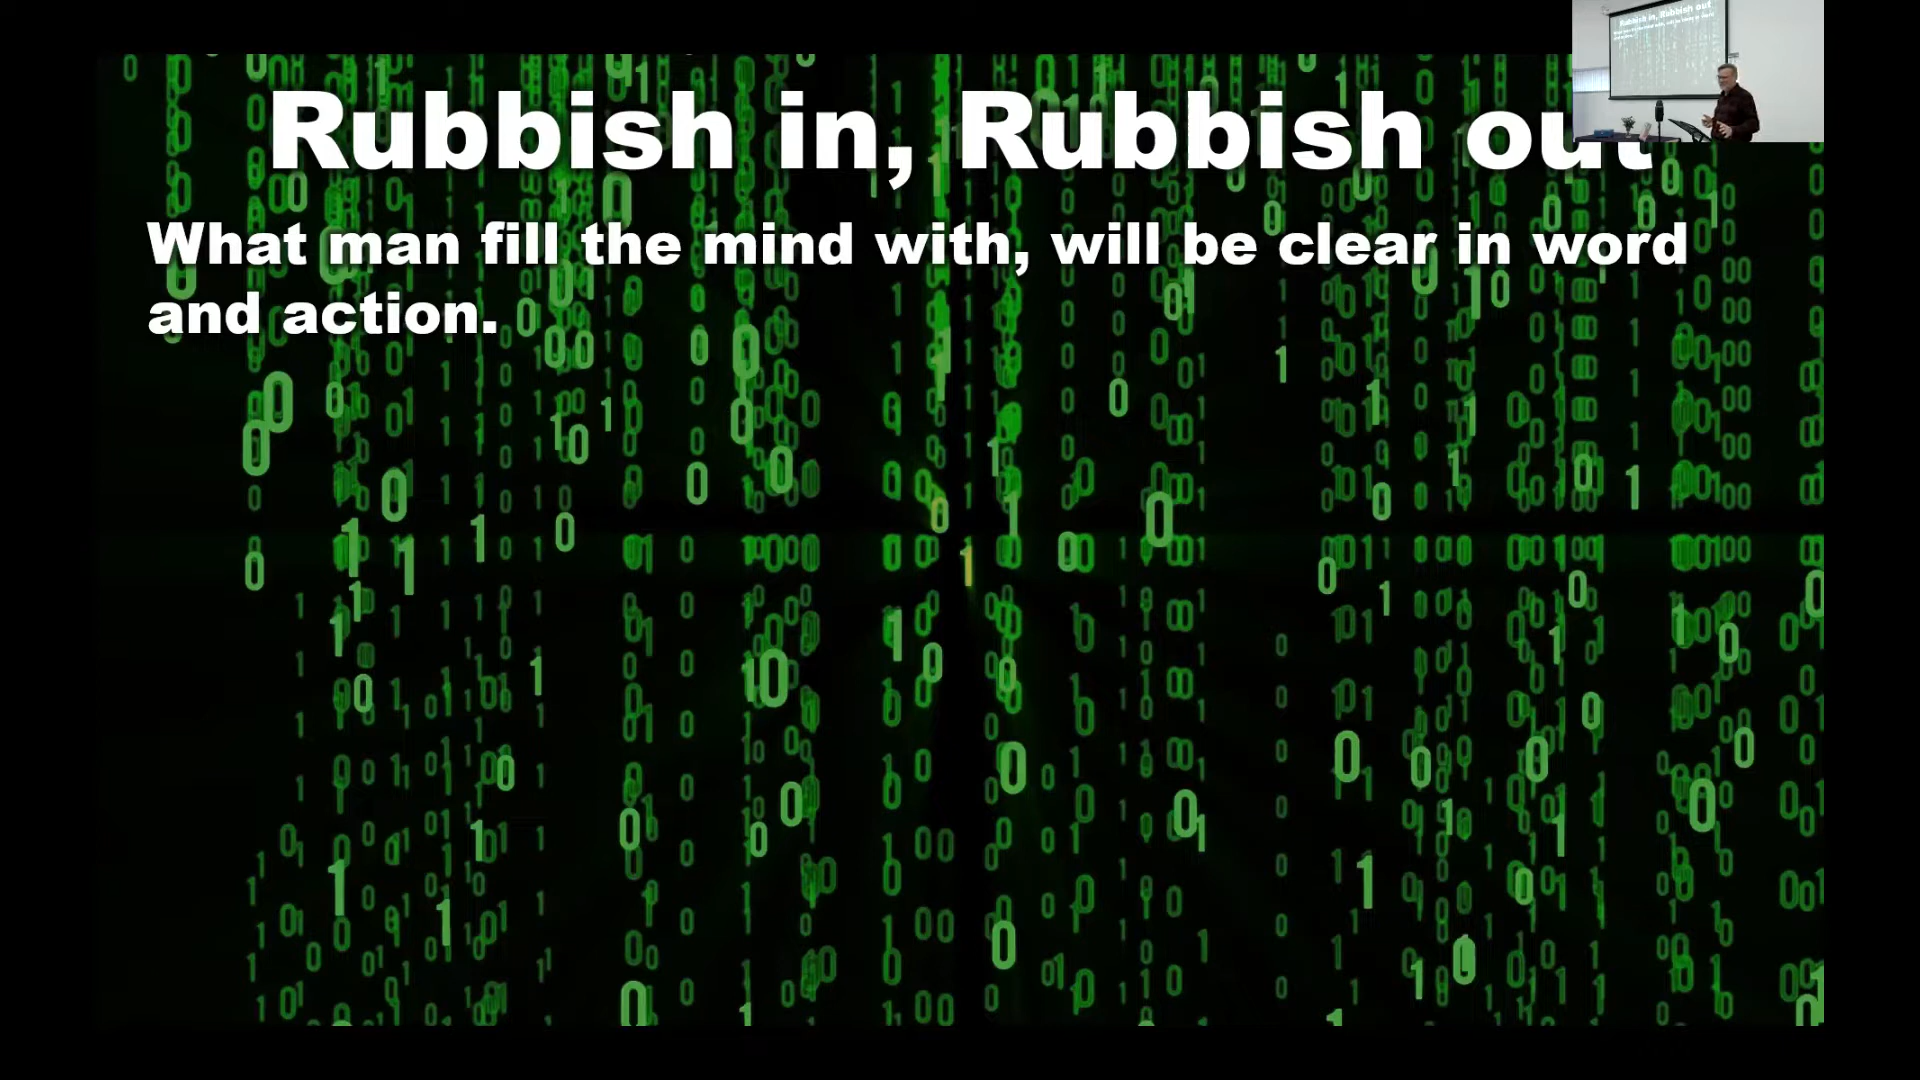 Rubbish in, Rubbish out
What man fill the mind with, will be clear in word
and action.